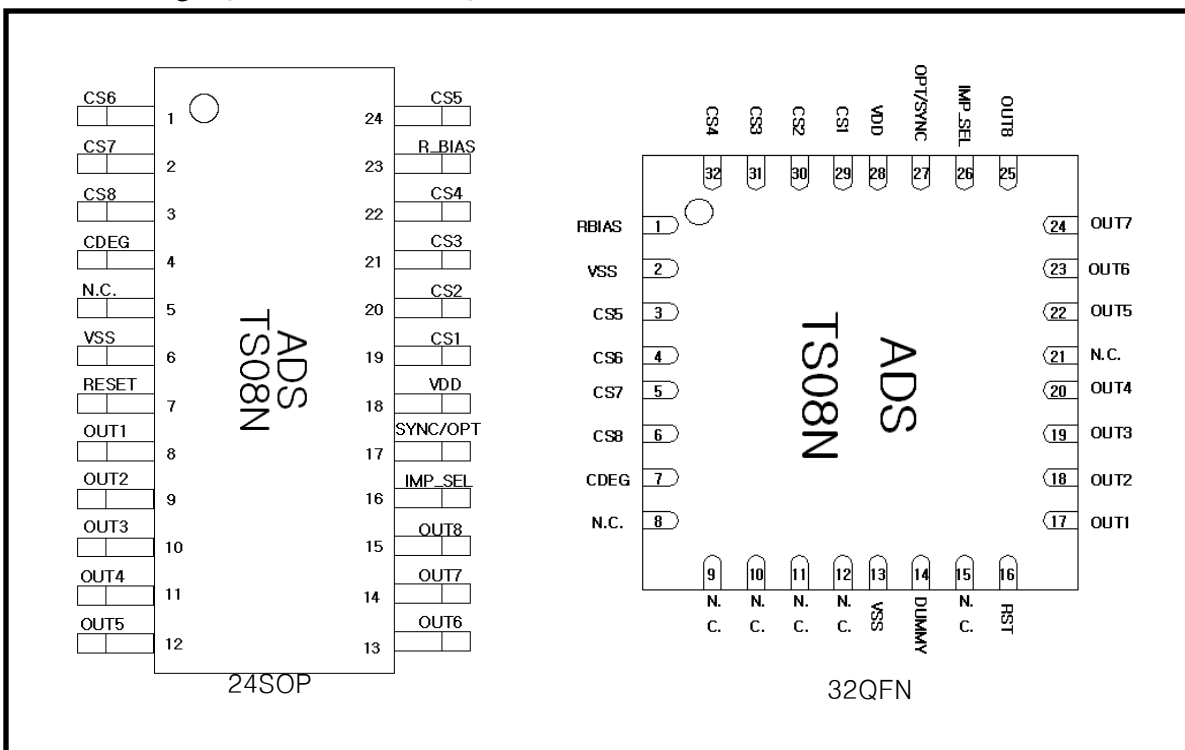 CS6
1
CS7
2
CS8
3
CDEG
4
N.C.
5
VSS
6
RESET
7
OUT1
8
OUT2
9
OUT3
10
OUT4
11
OUT5
12
ADS
TS08N
CS5
24
R_BIAS
23
CS4
22
CS3
21
CS2
20
CS1
19
VDD
18
SYNC/OPT
17
IMP_SEL
16
OUT8
15
OUT7
14
OUT6
13
24SOP
CS4
CS3
CS2
CS1
VDD
OPT/SYNC
IMP_SEL
OUT8
32
31
30
29
28
27
26
25
RBIAS 1
VSS 2
CS5 3
CS6 4
CS7 5
CS8 6
CDEG 7
N.C. 8
ADS
TS08N
24 OUT7
23 OUT6
22 OUT5
21 N.C.
20 OUT4
19 OUT3
18 OUT2
17 OUT1
9
10
11
12
13
14
15
16
N.C.
N.C.
N.C.
N.C.
VSS
DUMMY
N.C.
RST
32QFN